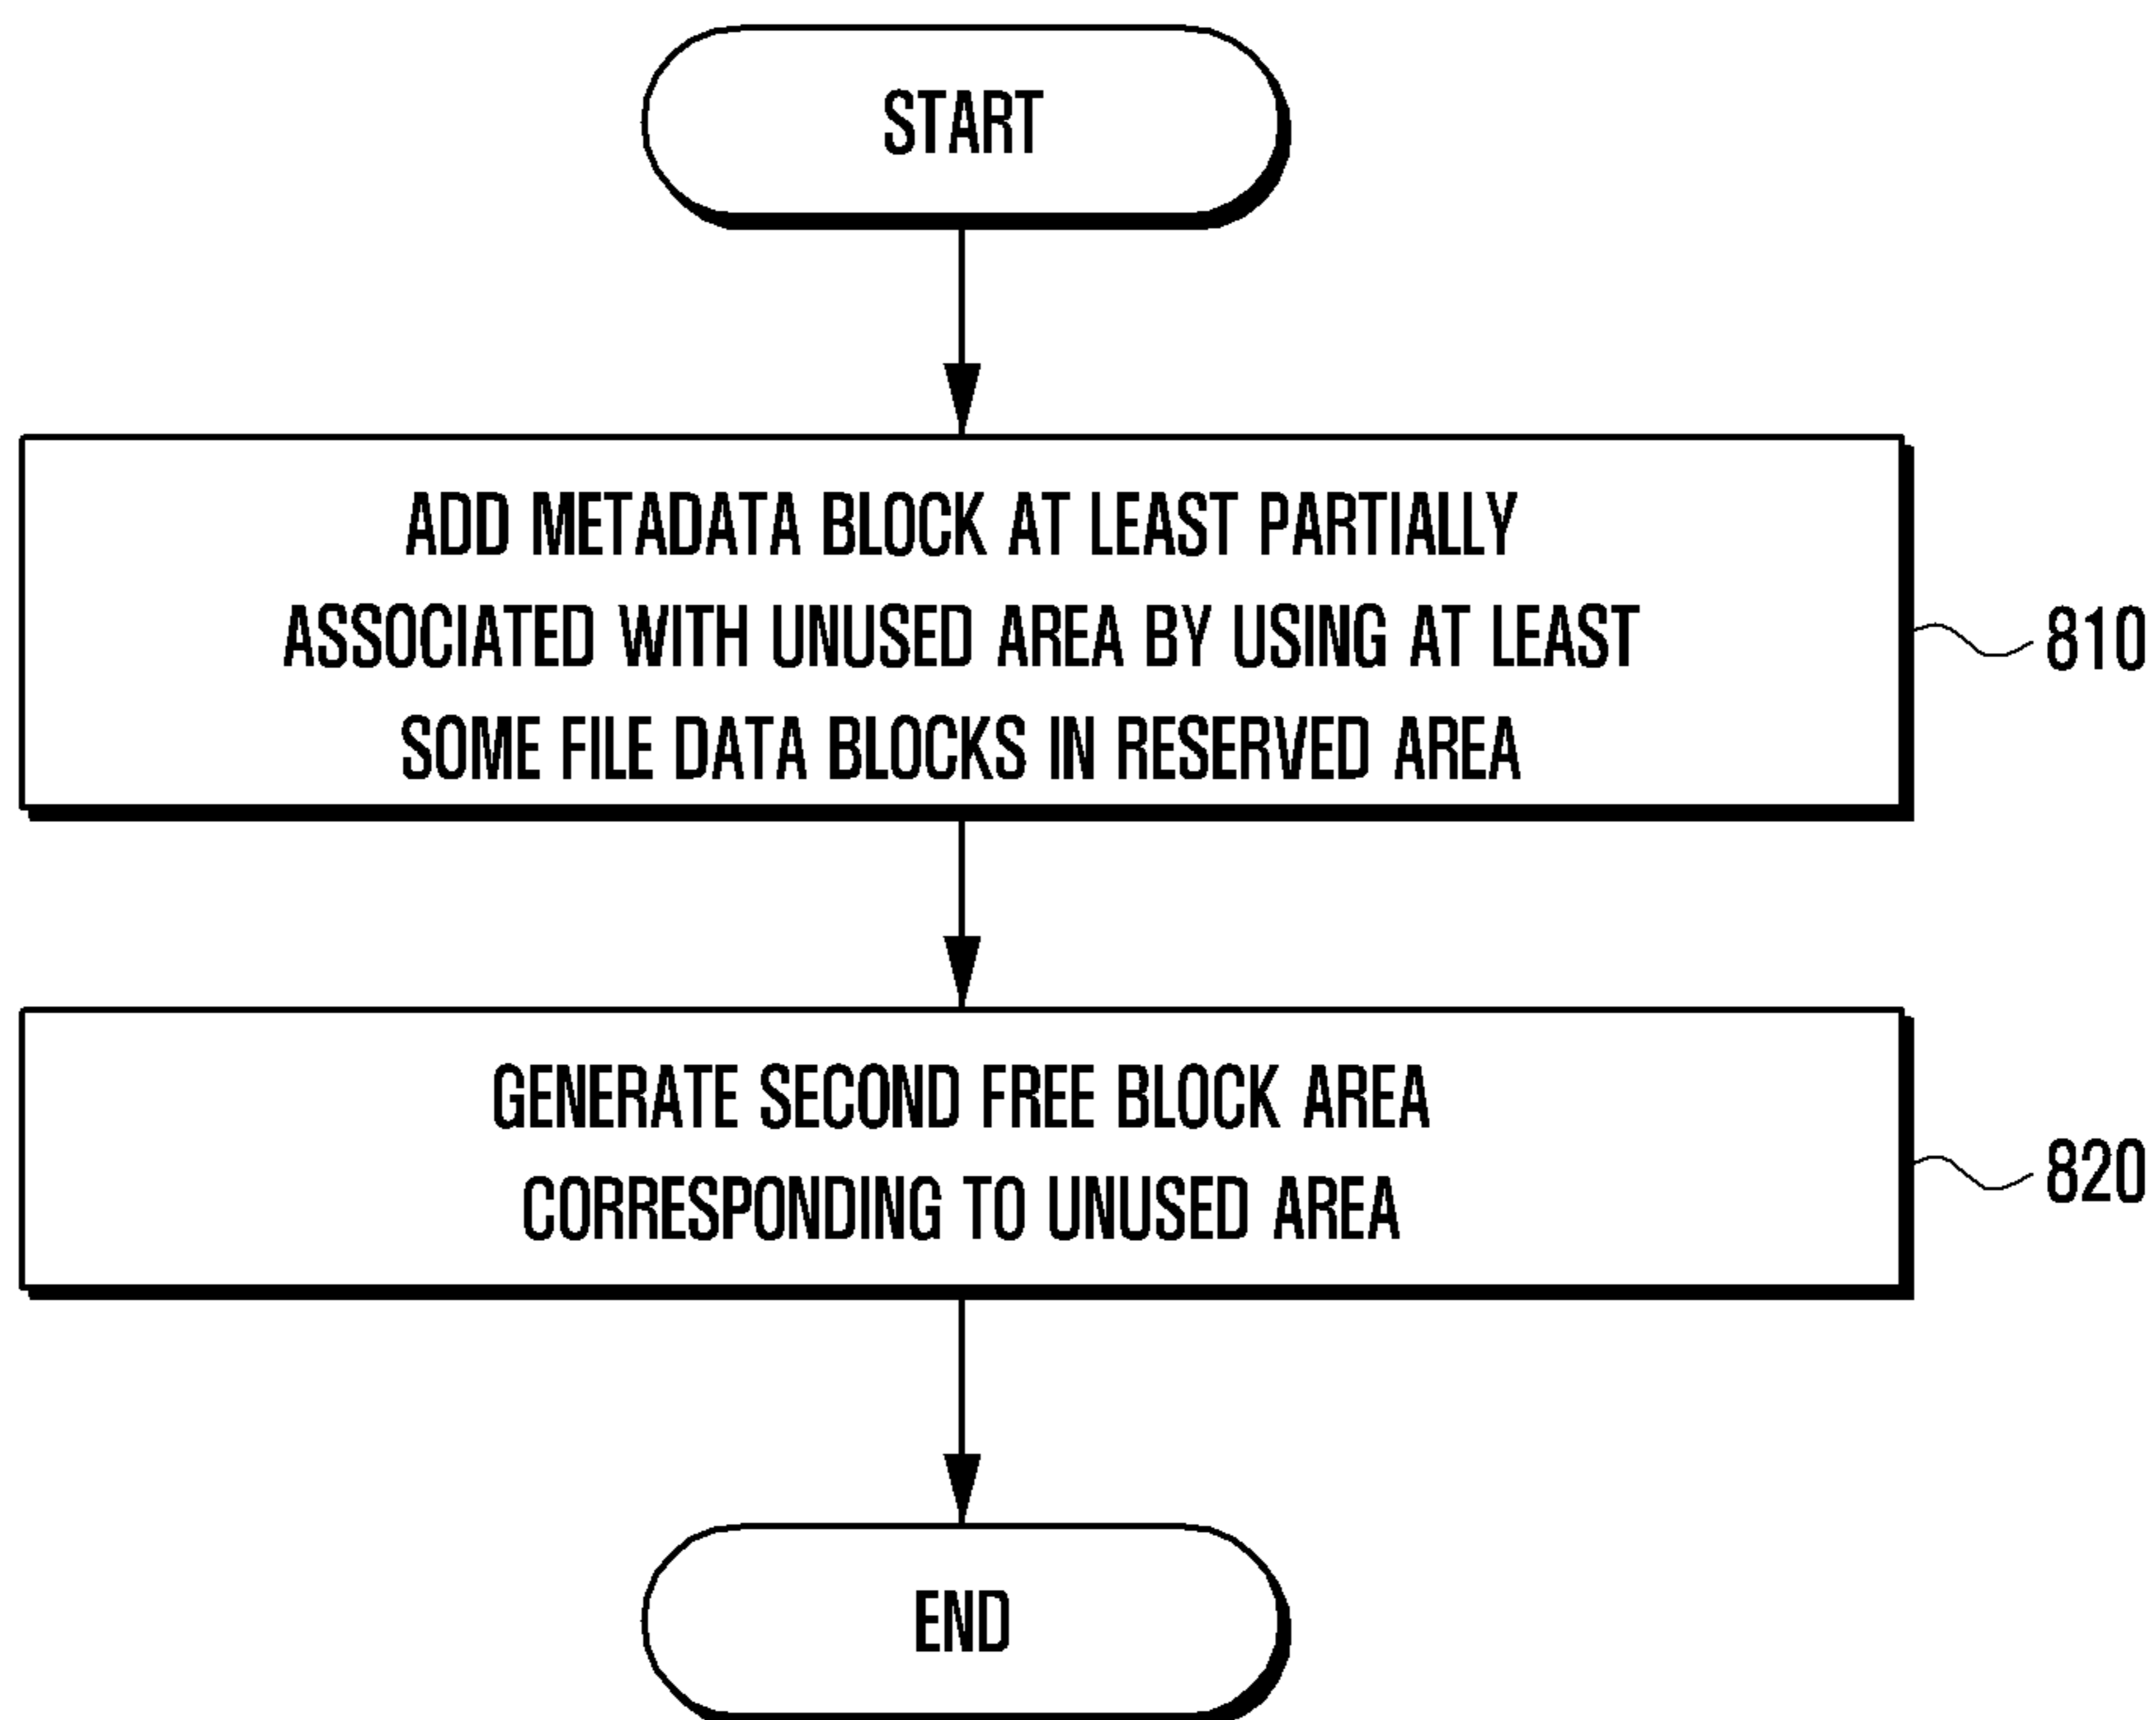 START
ADD METADATA BLOCK AT LEAST PARTIALLY
ASSOCIATED WITH UNUSED AREA BY USING AT LEAST
SOME FILE DATA BLOCKS IN RESERVED AREA
810
GENERATE SECOND FREE BLOCK AREA
CORRESPONDING TO UNUSED AREA
820
END